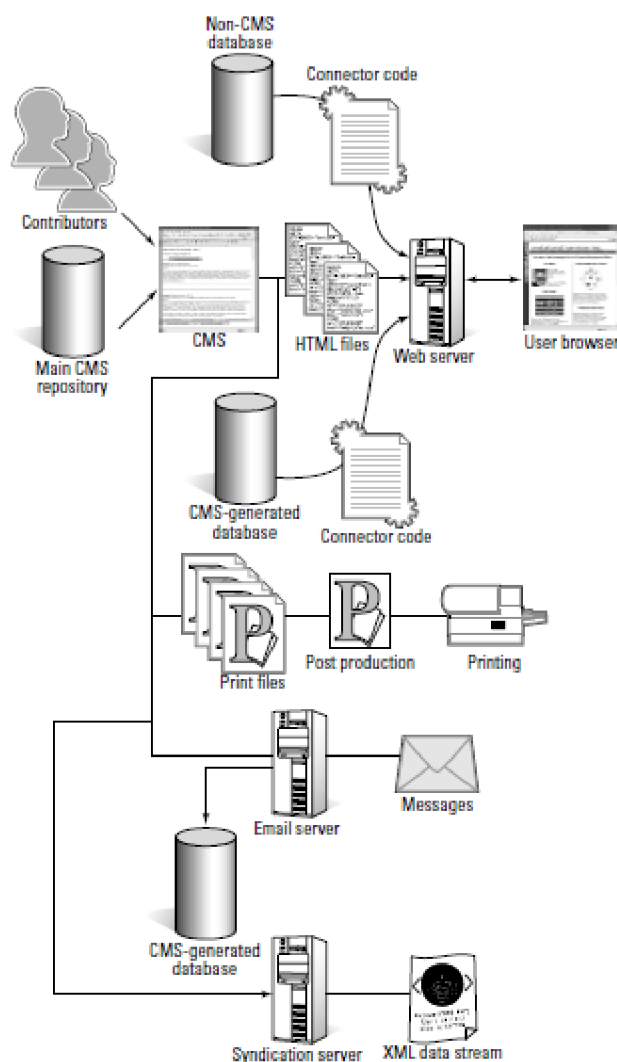 Non-CMS
database
Connector code
Contributors
CMS
HTML files
Web server
User browser
Main CMS
repository
CMS-generated
database
Connector code
P
P
Print files
Post production
Printing
Email server
Messages
CMS-generated
database
Syndication server
XML data stream